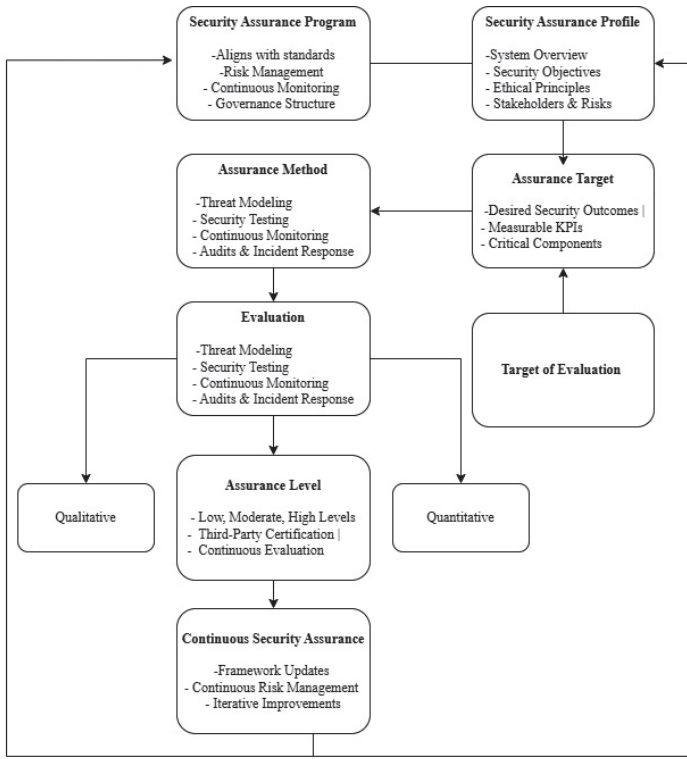 Security Assurance Program
-Aligns with standards
-Risk Management
- Continuous Monitoring
- Governance Structure
Security Assurance Profile
-System Overview
- Security Objectives
- Ethical Principles
- Stakeholders & Risks
Assurance Method
-Threat Modeling
- Security Testing
- Continuous Monitoring
- Audits & Incident Response
Assurance Target
-Desired Security Outcomes |
- Measurable KPIs
- Critical Components
Evaluation
-Threat Modeling
- Security Testing
- Continuous Monitoring
- Audits & Incident Response
Target of Evaluation
Qualitative
Assurance Level
- Low, Moderate, High Levels
- Third-Party Certification |
- Continuous Evaluation
Quantitative
Continuous Security Assurance
-Framework Updates
- Continuous Risk Management
- Iterative Improvements